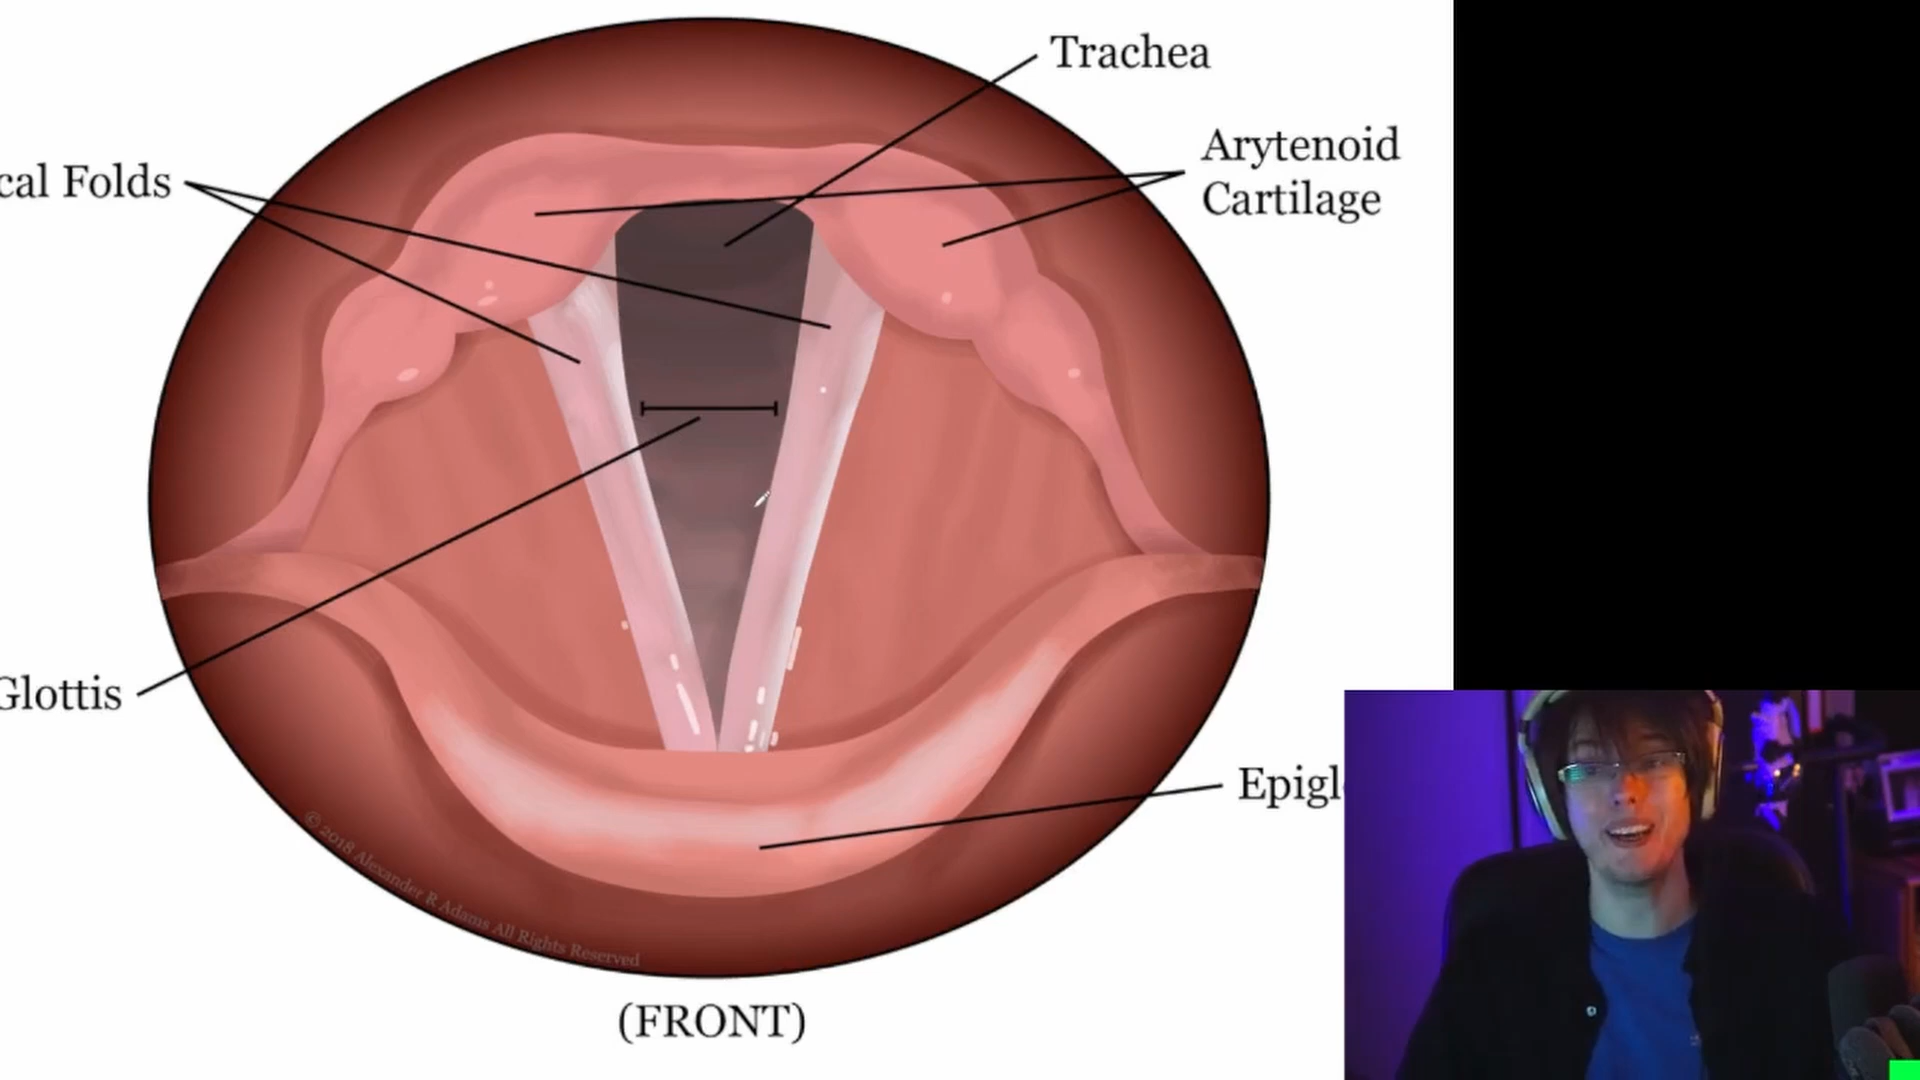 Trachea
Arytenoid
Cartilage
cal Folds
Glottis
Epigl
© 2018 Alexander R Adams All Rights Reserved
(FRONT)